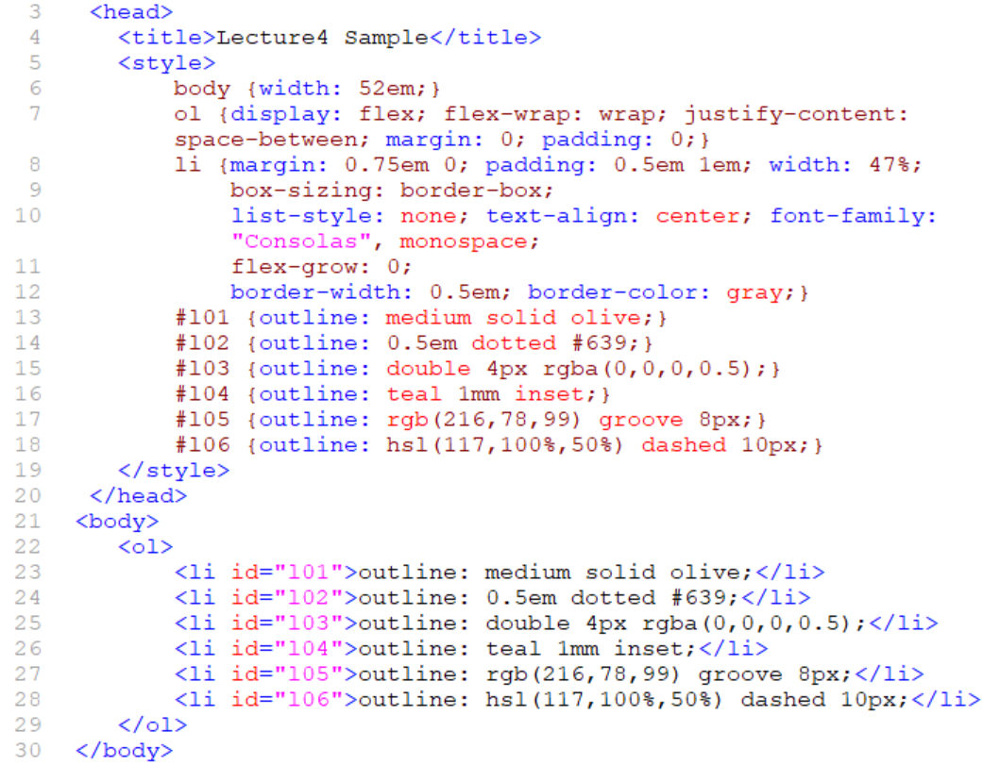 3 <head>
4 <title>Lecture4 Sample</title>
5 <style>
6 body {width: 52em;}
7 ol {display: flex; flex-wrap: wrap; justify-content:
space-between; margin: 0; padding: 0;}
8 li {margin: 0.75em 0; padding: 0.5em 1em; width: 47%;
9 box-sizing: border-box;
10 list-style: none; text-align: center; font-family:
"Consolas", monospace;
11 flex-grow: 0;
12 border-width: 0.5em; border-color: gray;}
13 #l01 {outline: medium solid olive;}
14 #l02 {outline: 0.5em dotted #639;}
15 #l03 {outline: double 4px rgba(0,0,0,0.5);}
16 #l04 {outline: teal 1mm inset;}
17 #l05 {outline: rgb(216,78,99) groove 8px;}
18 #l06 {outline: hsl(117,100%,50%) dashed 10px;}
19 </style>
20 </head>
21 <body>
22 <ol>
23 <li id="l01">outline: medium solid olive;</li>
24 <li id="l02">outline: 0.5em dotted #639;</li>
25 <li id="l03">outline: double 4px rgba(0,0,0,0.5);</li>
26 <li id="l04">outline: teal 1mm inset;</li>
27 <li id="l05">outline: rgb(216,78,99) groove 8px;</li>
28 <li id="l06">outline: hsl(117,100%,50%) dashed 10px;</li>
29 </ol>
30 </body>